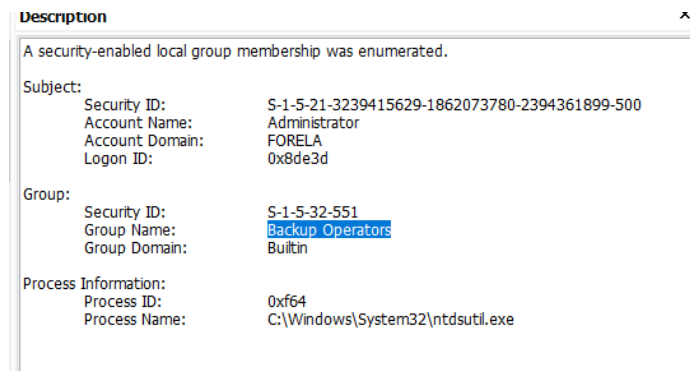 Description
A security-enabled local group membership was enumerated.
Subject:
Security ID: S-1-5-21-3239415629-1862073780-2394361899-500
Account Name: Administrator
Account Domain: FORELA
Logon ID: 0x8de3d
Group:
Security ID: S-1-5-32-551
Group Name: Backup Operators
Group Domain: Builtin
Process Information:
Process ID: 0xf64
Process Name: C:\Windows\System32\ntdsutil.exe